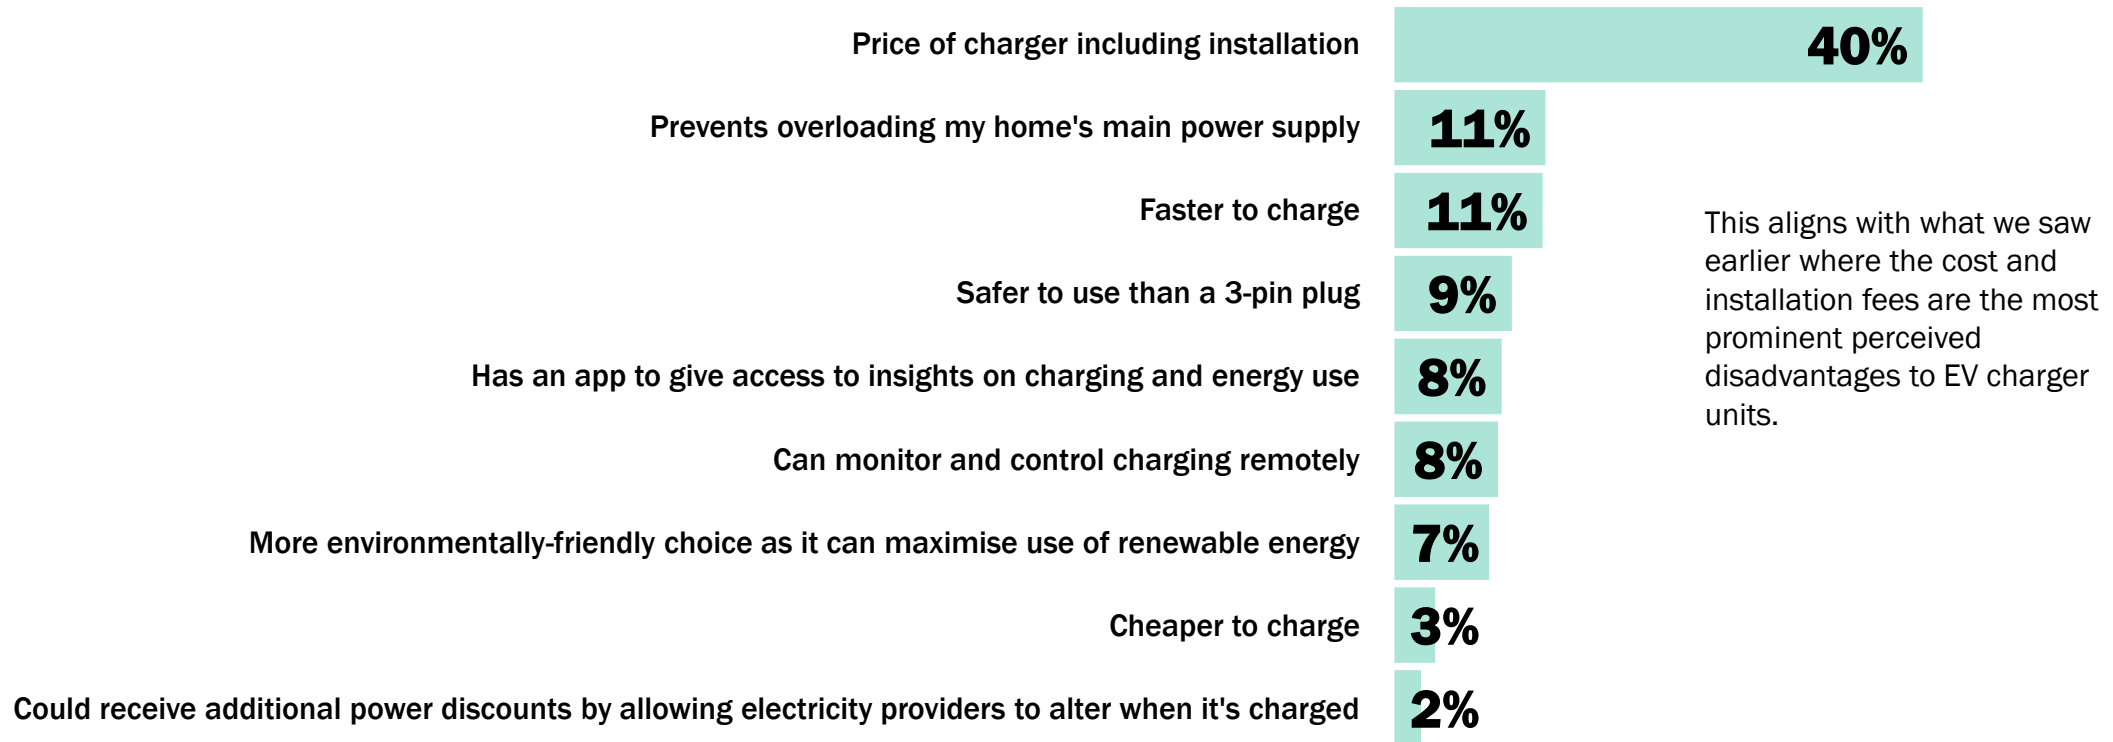 Price of charger including installation 40%
Prevents overloading my home's main power supply 11%
Faster to charge 11%
Safer to use than a 3-pin plug 9%
Has an app to give access to insights on charging and energy use 8%
Can monitor and control charging remotely 8%
More environmentally-friendly choice as it can maximise use of renewable energy 7%
Cheaper to charge 3%
Could receive additional power discounts by allowing electricity providers to alter when it's charged 2%
This aligns with what we saw
earlier where the cost and
installation fees are the most
prominent perceived
disadvantages to EV charger
units.